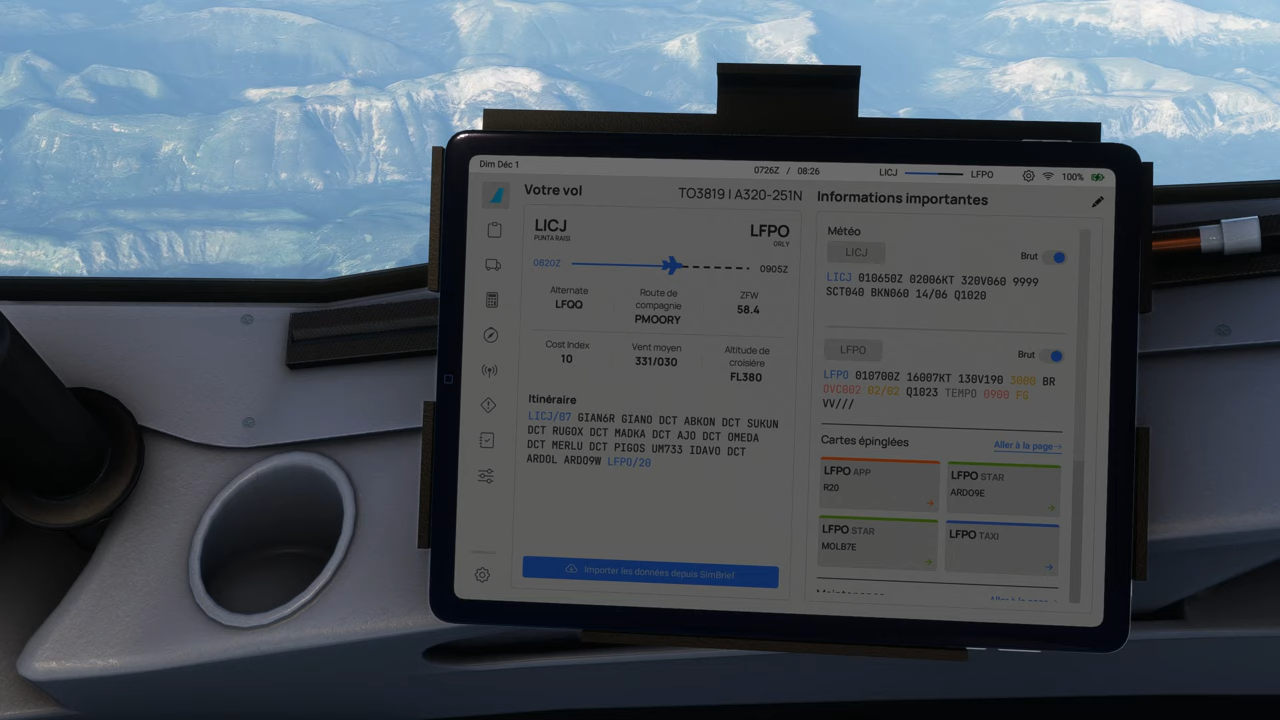 Dim Déc 1
0726Z / 08:26
LICJ LFPO
100%
Votre vol
TO3819 | A320-251N
LICJ
PUNTA RAISI
LFPO
ORLY
0620Z
0905Z
Alternate
LFQQ
Route de
compagnie
PMOORY
ZFW
58.4
Cost Index
10
Vent moyen
331/030
Altitude de
croisière
FL380
Itinéraire
LICJ/07 GIAN6R GIANO DCT ABKON DCT SUKUN
DCT RUGOX DCT MADKA DCT AJO DCT OMEDA
DCT MERLU DCT PIGOS UM733 IDAVO DCT
ARDOL ARDO9W LFPO/20
Importer les données depuis SimBrief
Informations importantes
Météo
LICJ
Brut
LICJ 010650Z 02006KT 320V060 9999
SCT040 BKN060 14/06 Q1020
LFPO
Brut
LFPO 010700Z 16007KT 130V190 3000 BR
OVC002 02/02 Q1023 TEMPO 0900 FG
VV///
Cartes épinglées
Aller à la page
LFPO APP
R20
LFPO STAR
ARDO9E
LFPO STAR
MOLB7E
LFPO TAXI
Maintenance
Aller à la page